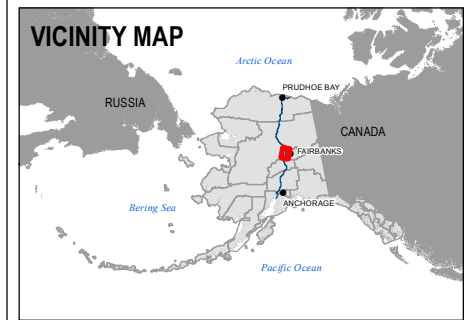 VICINITY MAP
Arctic Ocean
PRUDHOE BAY
RUSSIA
CANADA
FAIRBANKS
Bering Sea
ANCHORAGE
Pacific Ocean